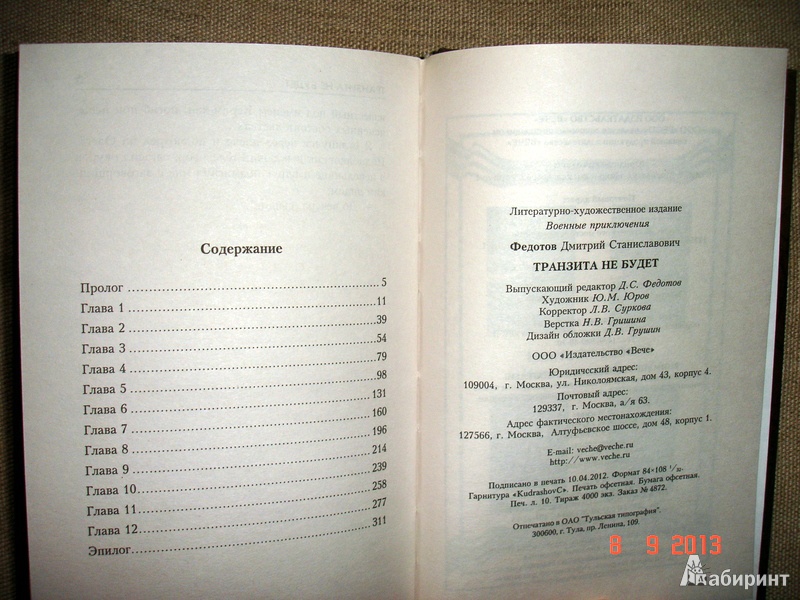 Содержание
Пролог 5
Глава 1 11
Глава 2 39
Глава 3 54
Глава 4 79
Глава 5 98
Глава 6 131
Глава 7 160
Глава 8 196
Глава 9 214
Глава 10 239
Глава 11 258
Глава 12 277
Эпилог 311
Литературно-художественное издание
Военные приключения
Федотов Дмитрий Станиславович
ТРАНЗИТА НЕ БУДЕТ
Выпускающий редактор Д.С. Федотов
Художник Ю.М. Юров
Корректор Л.В. Суркова
Верстка Н.В. Гришина
Дизайн обложки Д.В. Грушин
ООО «Издательство «Вече»
Юридический адрес:
109004, г. Москва, ул. Николоямская, дом 43, корпус 4.
Почтовый адрес:
129337, г. Москва, а/я 63.
Адрес фактического местонахождения:
127566, г. Москва, Алтуфьевское шоссе, дом 48, корпус 1.
E-mail: veche@veche.ru
http://www.veche.ru
Подписано в печать 10.04.2012. Формат 84×108 1/32.
Гарнитура «KudrashovC». Печать офсетная. Бумага офсетная.
Печ. л. 10. Тираж 4000 экз. Заказ № 4872.
Отпечатано в ОАО "Тульская типография".
300600, г. Тула, пр. Ленина, 109.
8 9 2013
Лабиринт